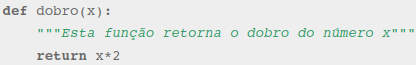 def dobro(x):
    """Esta função retorna o dobro do número x"""
    return x*2